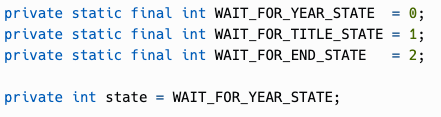 private static final int WAIT_FOR_YEAR_STATE  = 0;
private static final int WAIT_FOR_TITLE_STATE = 1;
private static final int WAIT_FOR_END_STATE   = 2;

private int state = WAIT_FOR_YEAR_STATE;